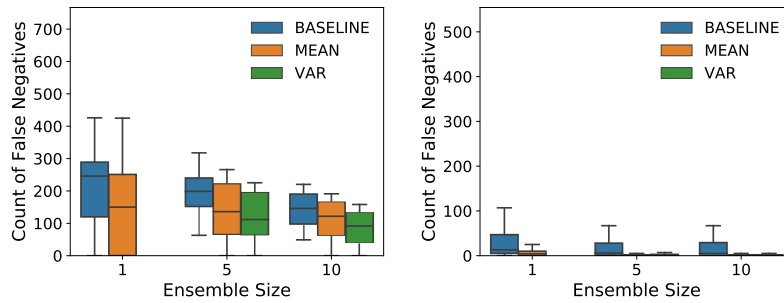 Count of False Negatives
700
600
500
400
300
200
100
0
1
5
10
Ensemble Size
BASELINE
MEAN
VAR
Count of False Negatives
500
400
300
200
100
0
1
5
10
Ensemble Size
BASELINE
MEAN
VAR